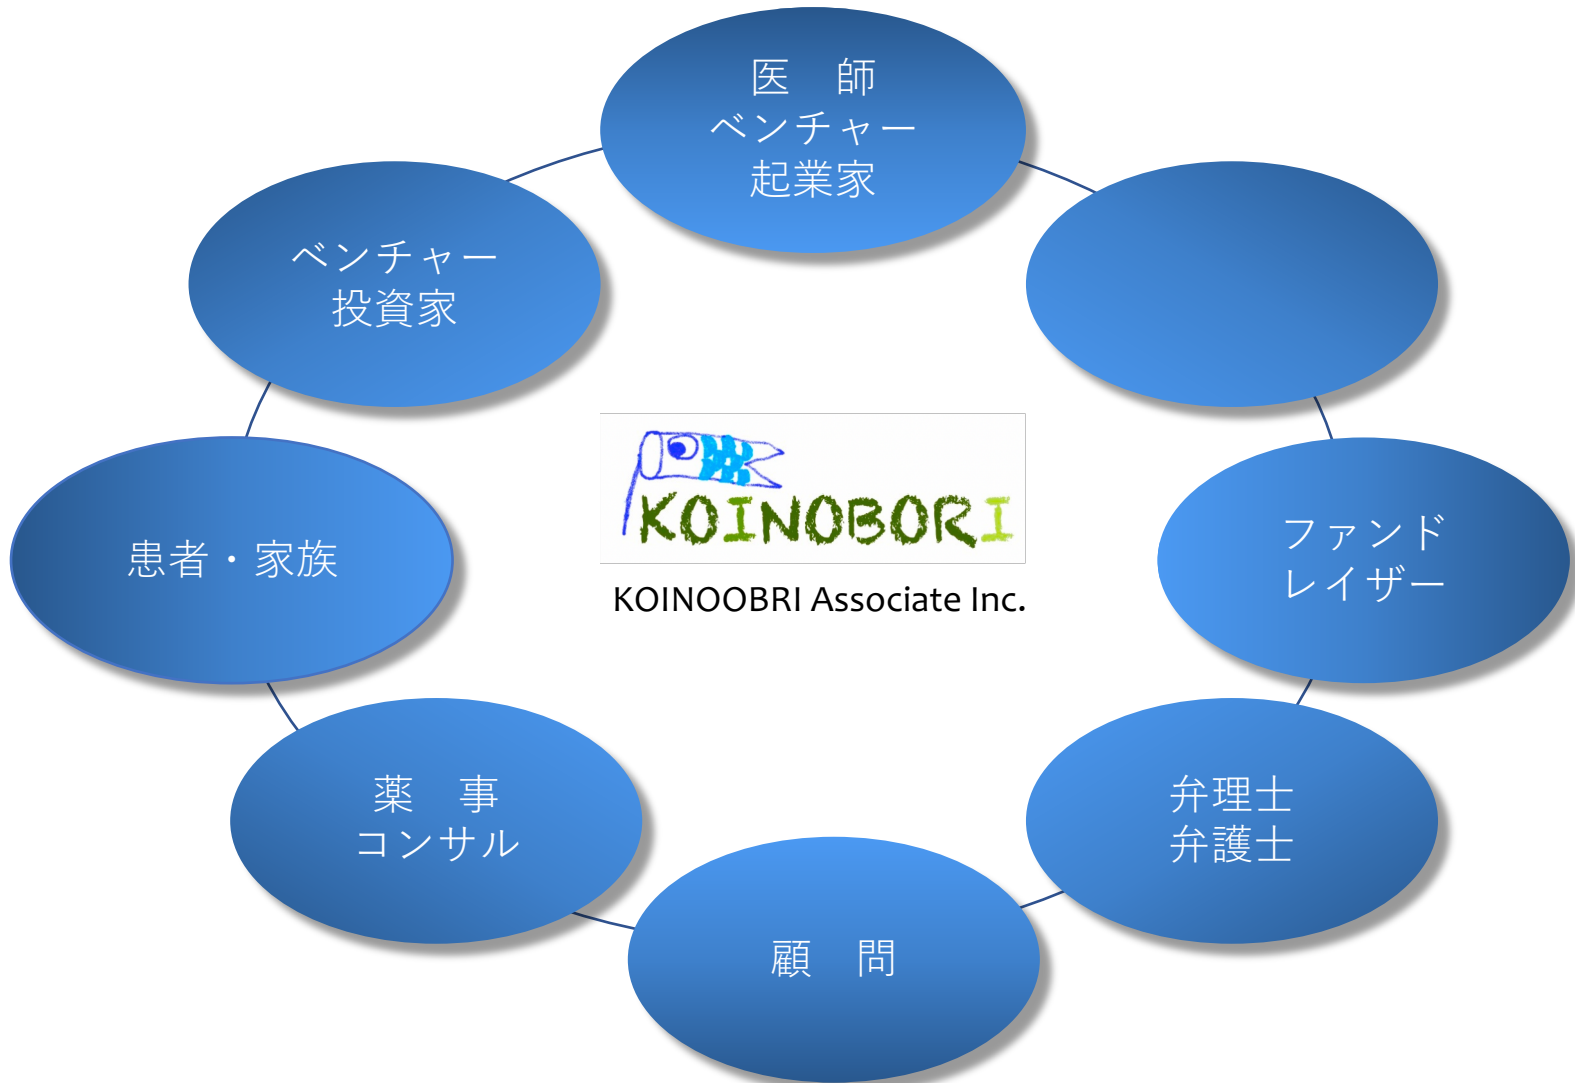 医　師
ベンチャー
起業家
ベンチャー
投資家
KOINOBORI
KOINOOBRI Associate Inc.
患者・家族
ファンド
レイザー
薬　事
コンサル
弁理士
弁護士
顧　問